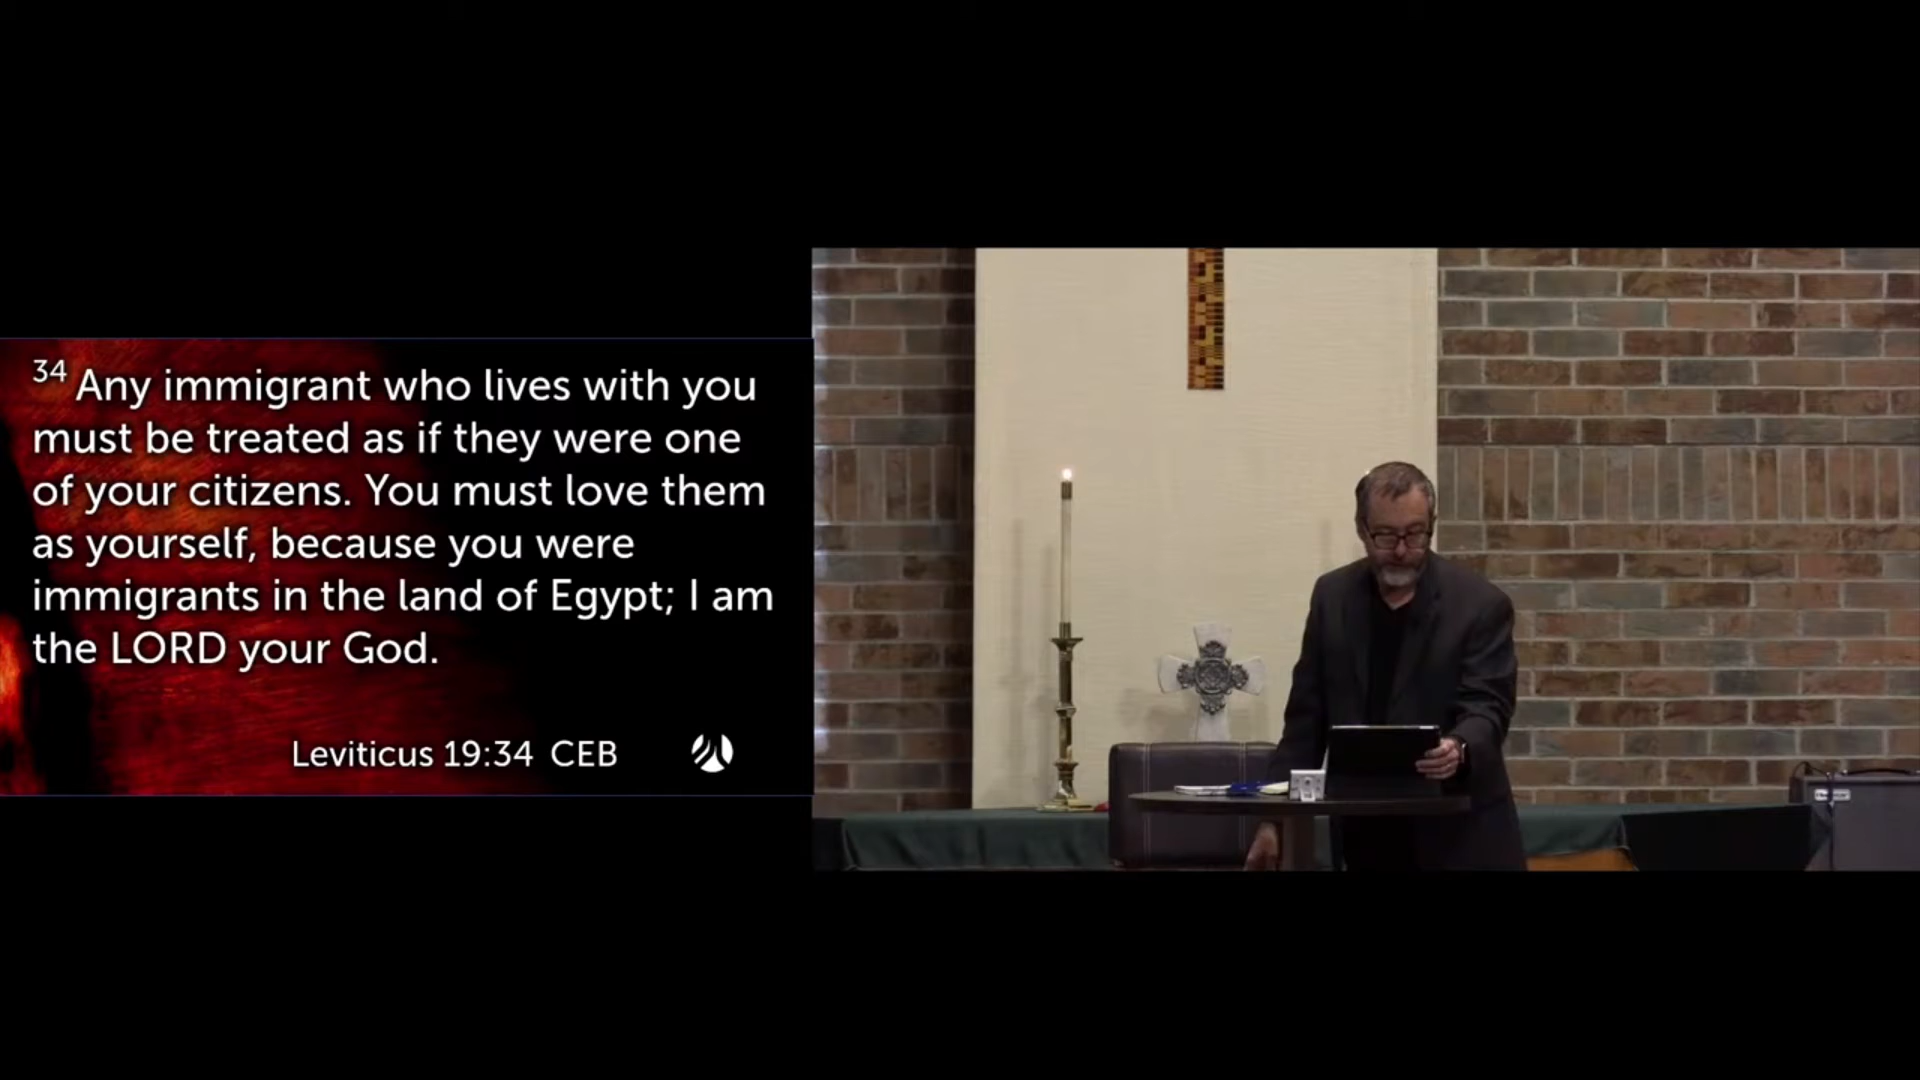 34 Any immigrant who lives with you
must be treated as if they were one
of your citizens. You must love them
as yourself, because you were
immigrants in the land of Egypt; I am
the LORD your God.
Leviticus 19:34 CEB